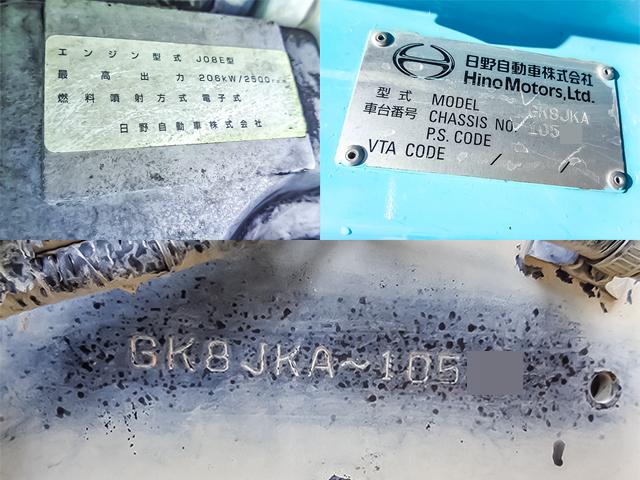 エンジン型式 J08E型
最高出力 206kW/2500
燃料噴射方式 電子式
日野自動車株式会社
日野自動車株式会社
Hino Motors,Ltd.
型式 MODEL GK8JKA
車台番号 CHASSIS NO. 105
P.S. CODE
VTA CODE / /
GK8JKA~105